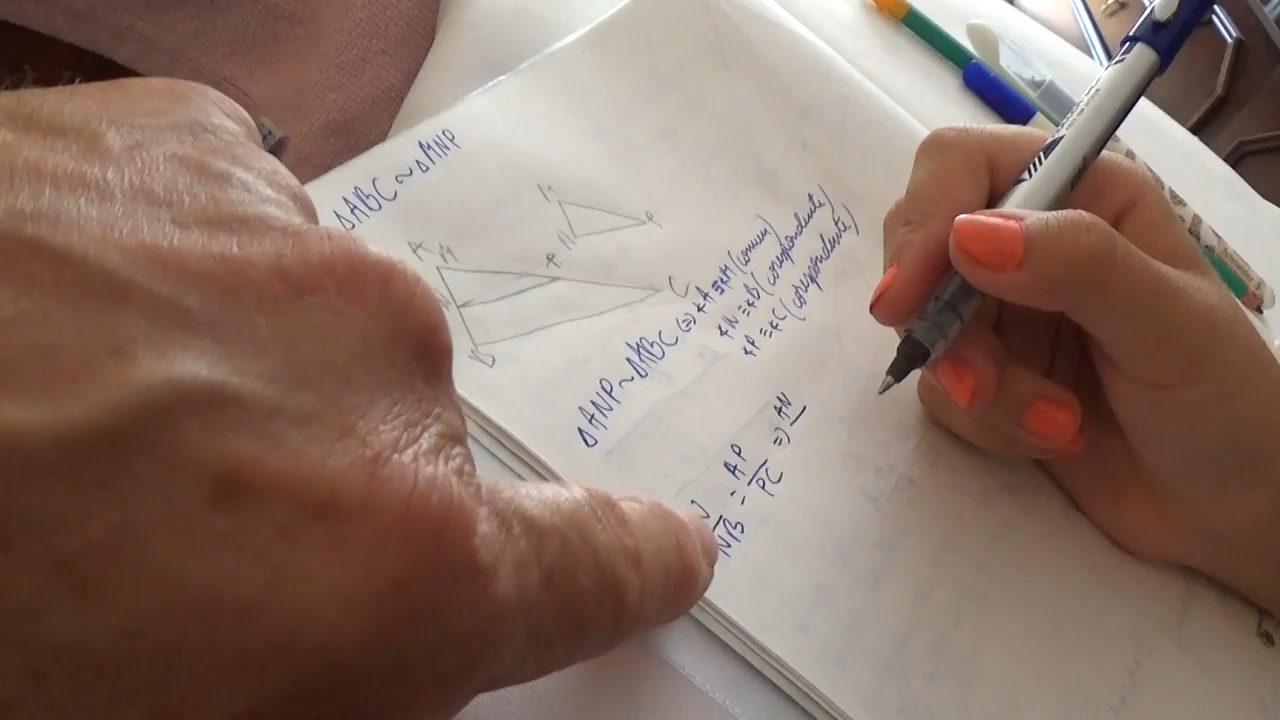 ΔABC ~ ΔMNP
M
N P
A M P C
N
B
ΔANP ~ ΔABC (=) ∢A ≡ ∢M (comun)
∢N ≡ ∢B (corespondente)
∢P ≡ ∢C (corespondente)
N/NB = AP/PC => AN